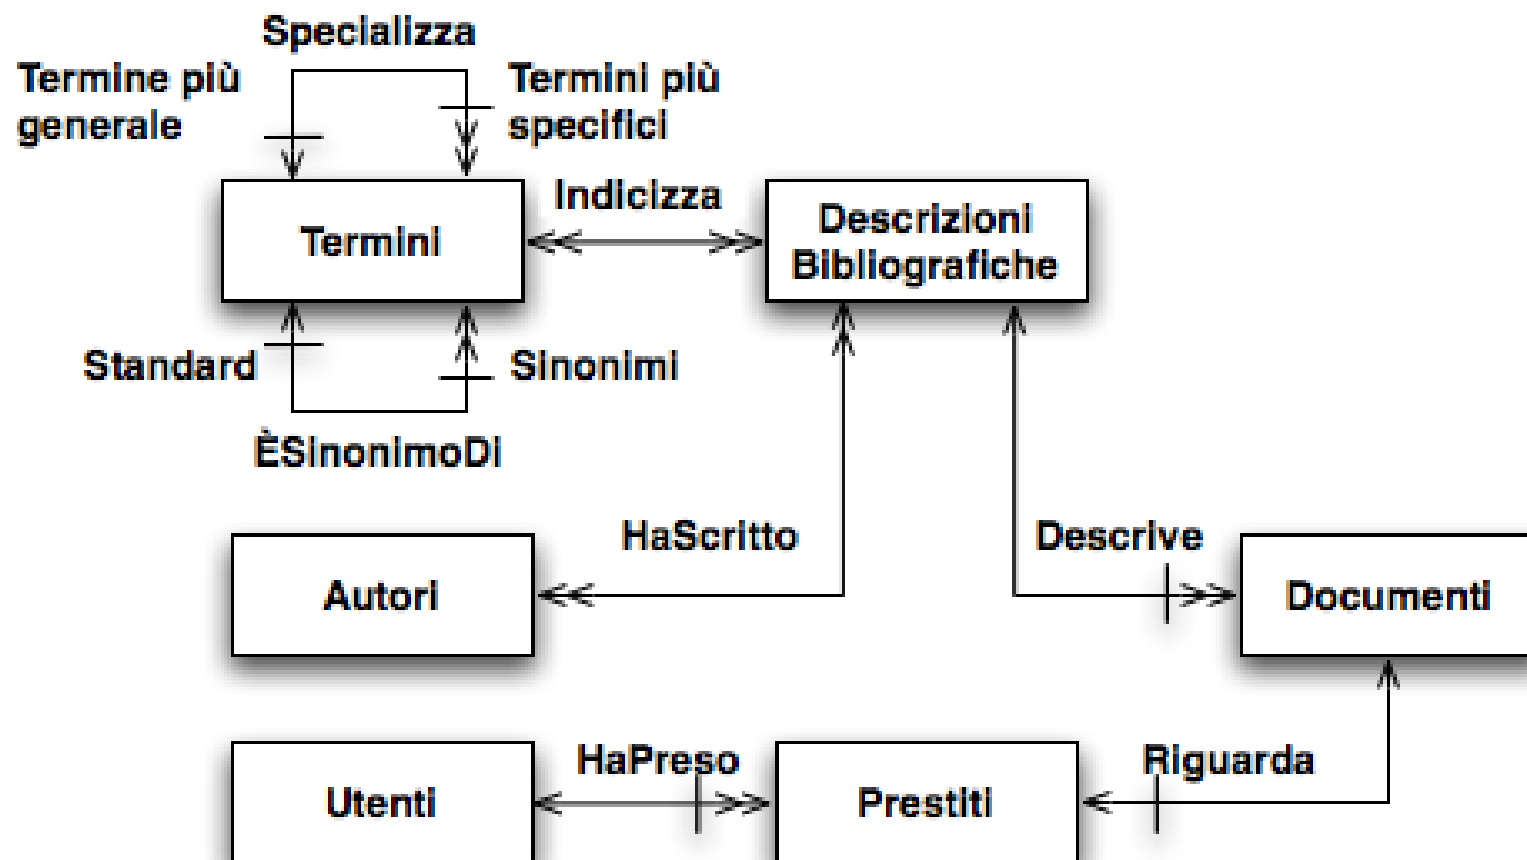 Specializza
Termine più
generale
Termini più
specifici
Indicizza
Termini
Descrizioni
Bibliografiche
Standard
Sinonimi
ÈSinonimoDi
HaScritto
Descrive
Autori
Documenti
HaPreso
Riguarda
Utenti
Prestiti